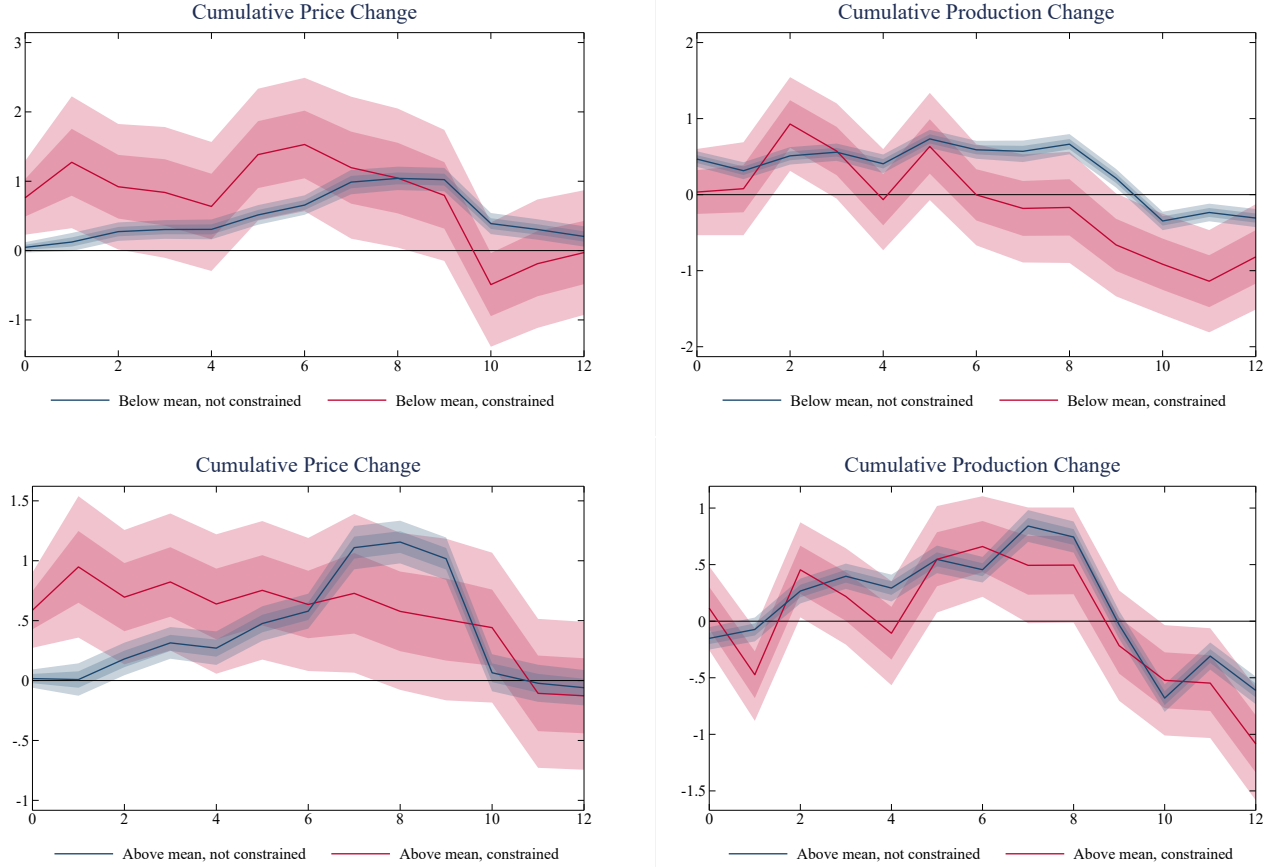 Cumulative Price Change
3
2
1
0
-1
0 2 4 6 8 10 12
Below mean, not constrained Below mean, constrained
Cumulative Production Change
2
1
0
-1
-2
0 2 4 6 8 10 12
Below mean, not constrained Below mean, constrained
Cumulative Price Change
1.5
1
.5
0
-.5
-1
0 2 4 6 8 10 12
Above mean, not constrained Above mean, constrained
Cumulative Production Change
1
.5
0
-.5
-1
-1.5
0 2 4 6 8 10 12
Above mean, not constrained Above mean, constrained